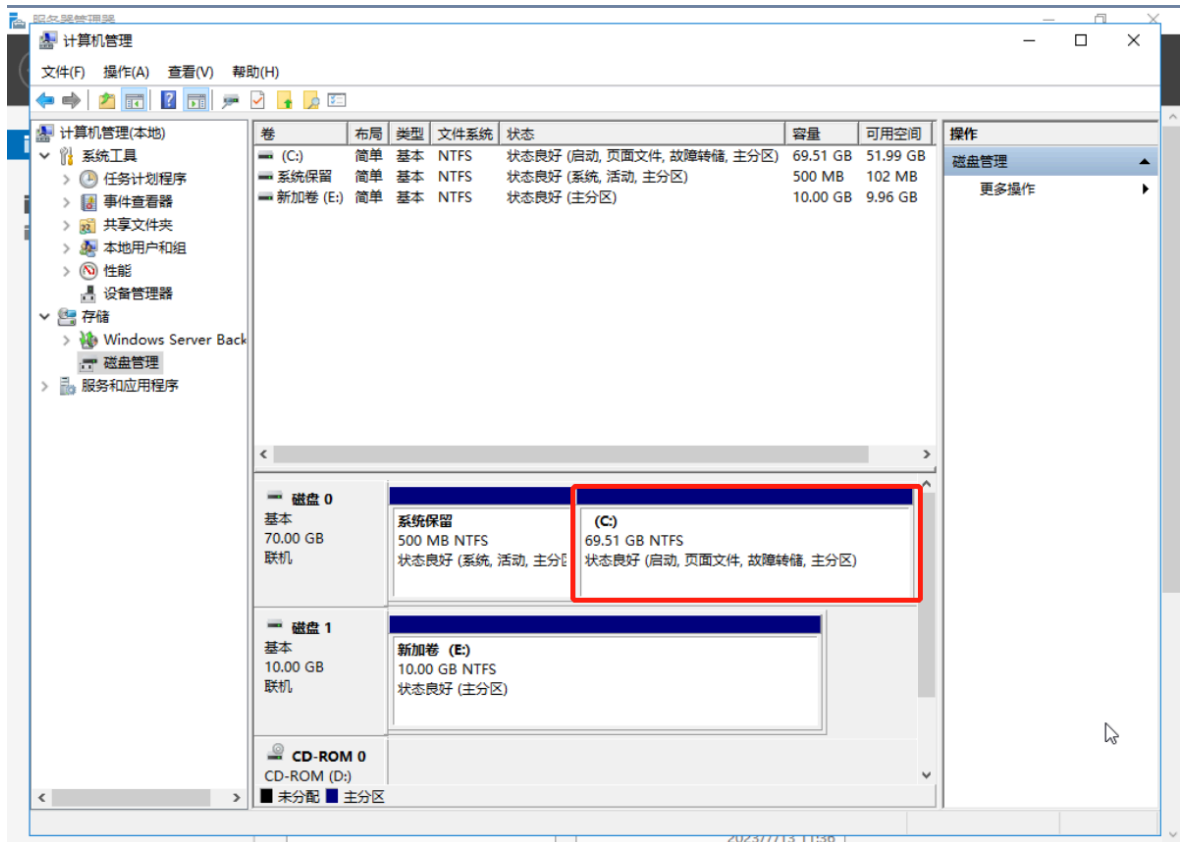 服务器管理器
计算机管理
文件(F) 操作(A) 查看(V) 帮助(H)
计算机管理(本地)
系统工具
任务计划程序
事件查看器
共享文件夹
本地用户和组
性能
设备管理器
存储
Windows Server Back
磁盘管理
服务和应用程序
卷 布局 类型 文件系统 状态 容量 可用空间
(C:) 简单 基本 NTFS 状态良好 (启动, 页面文件, 故障转储, 主分区) 69.51 GB 51.99 GB
系统保留 简单 基本 NTFS 状态良好 (系统, 活动, 主分区) 500 MB 102 MB
新加卷 (E:) 简单 基本 NTFS 状态良好 (主分区) 10.00 GB 9.96 GB
磁盘 0
基本
70.00 GB
联机
系统保留
500 MB NTFS
状态良好 (系统, 活动, 主分
(C:)
69.51 GB NTFS
状态良好 (启动, 页面文件, 故障转储, 主分区)
磁盘 1
基本
10.00 GB
联机
新加卷 (E:)
10.00 GB NTFS
状态良好 (主分区)
CD-ROM 0
CD-ROM (D:)
未分配 主分区
操作
磁盘管理
更多操作
2023/7/13 11:36